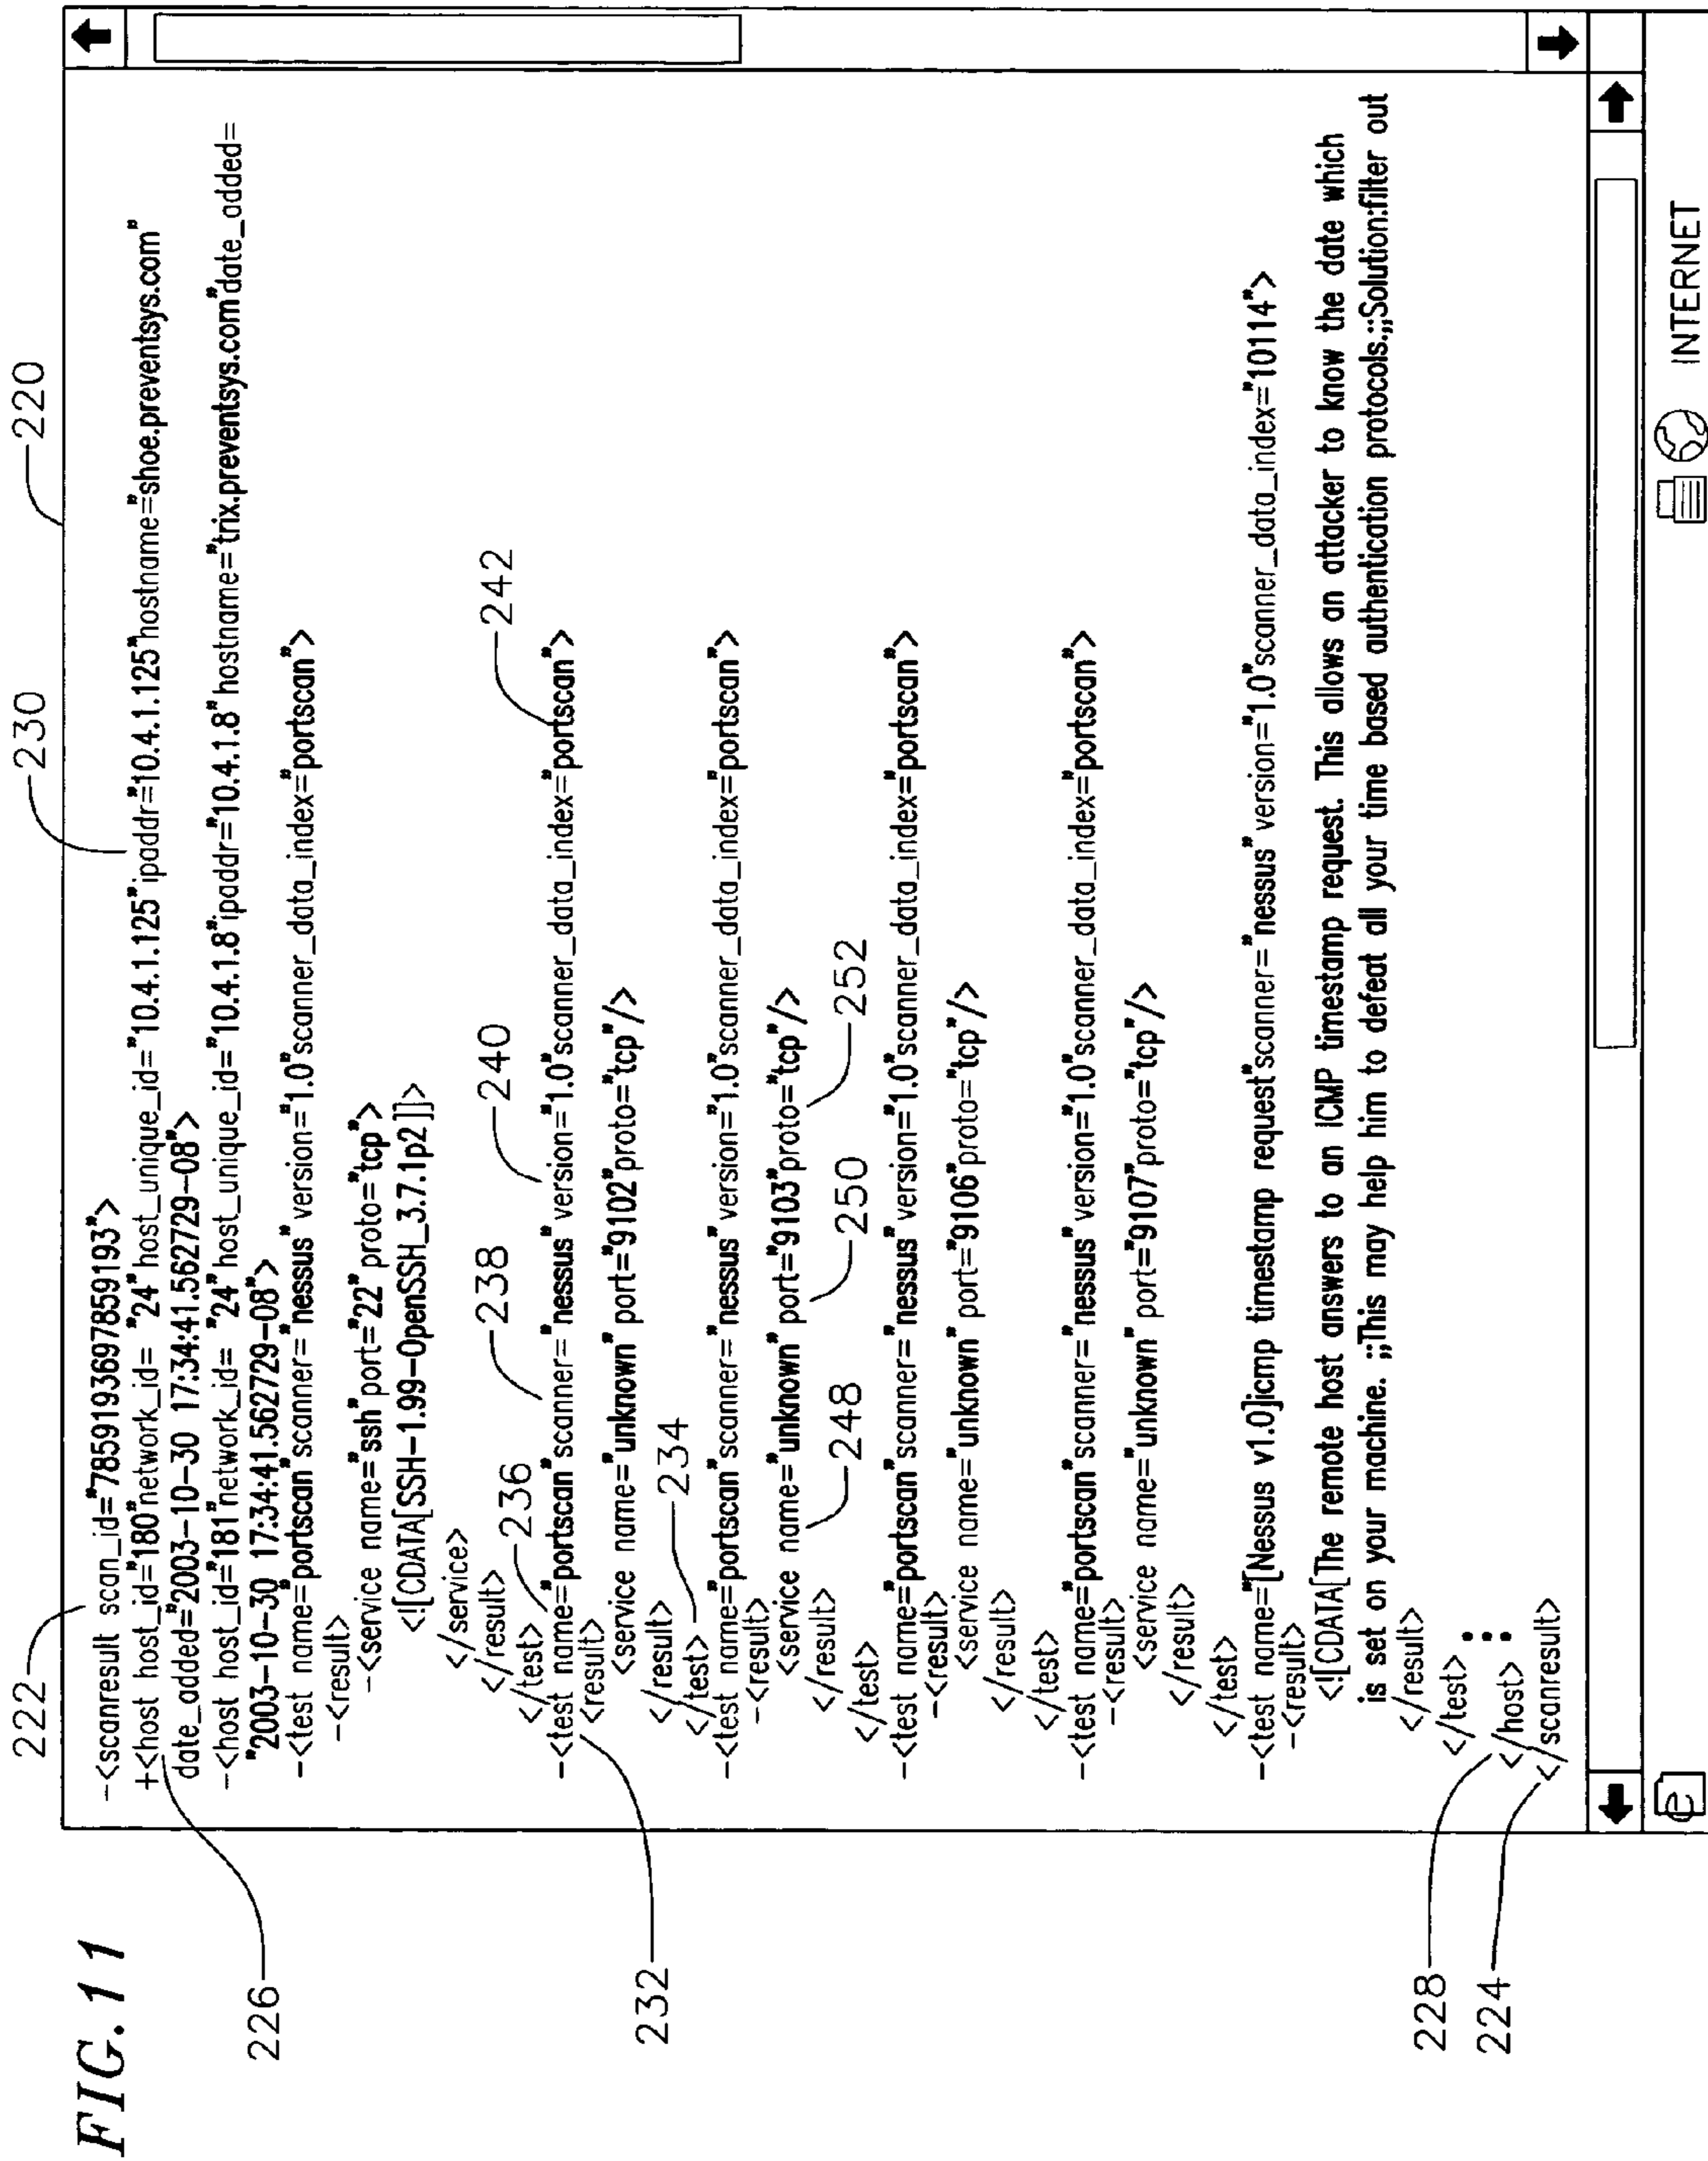 FIG. 11
222
230
220
-<scanresult scan_id="7859193697859193">
+<host host_id="180"network_id= "24" host_unique_id="10.4.1.125"ipaddr="10.4.1.125"hostname="shoe.preventsys.com"
date_added="2003-10-30 17:34:41.562729-08">
-<host host_id="181"network_id= "24"host_unique_id="10.4.1.8"ipaddr="10.4.1.8"hostname="trix.preventsys.com"date_added=
"2003-10-30 17:34:41.562729-08">
226
-<test name="portscan"scanner="nessus" version="1.0"scanner_data_index="portscan">
-<result>
-<service name="ssh"port="22" proto="tcp">
<![CDATA[SSH-1.99-OpenSSH_3.7.1p2]]>
</service>
</result>
</test>
236
238
240
242
-<test name="portscan"scanner="nessus" version="1.0"scanner_data_index="portscan">
<result>
<service name="unknown" port="9102"proto="tcp"/>
232
</result>
</test>
234
-<test name="portscan"scanner="nessus" version="1.0"scanner_data_index="portscan">
-<result>
<service name="unknown" port="9103"proto="tcp"/>
</result>
248
250
252
</test>
-<test name="portscan"scanner="nessus" version="1.0"scanner_data_index="portscan">
-<result>
<service name="unknown" port="9106"proto="tcp"/>
</result>
</test>
-<test name="portscan"scanner="nessus" version="1.0"scanner_data_index="portscan">
-<result>
<service name="unknown" port="9107"proto="tcp"/>
</result>
</test>
-<test name="[Nessus v1.0]icmp timestamp request"scanner="nessus" version="1.0"scanner_data_index="10114">
-<result>
<![CDATA[The remote host answers to an ICMP timestamp request. This allows an attacker to know the date which
is set on your machine. ;;This may help him to defeat all your time based authentication protocols.;;Solution:filter out
</result>
</test>
228
</host>
224
</scanresult>
e
INTERNET